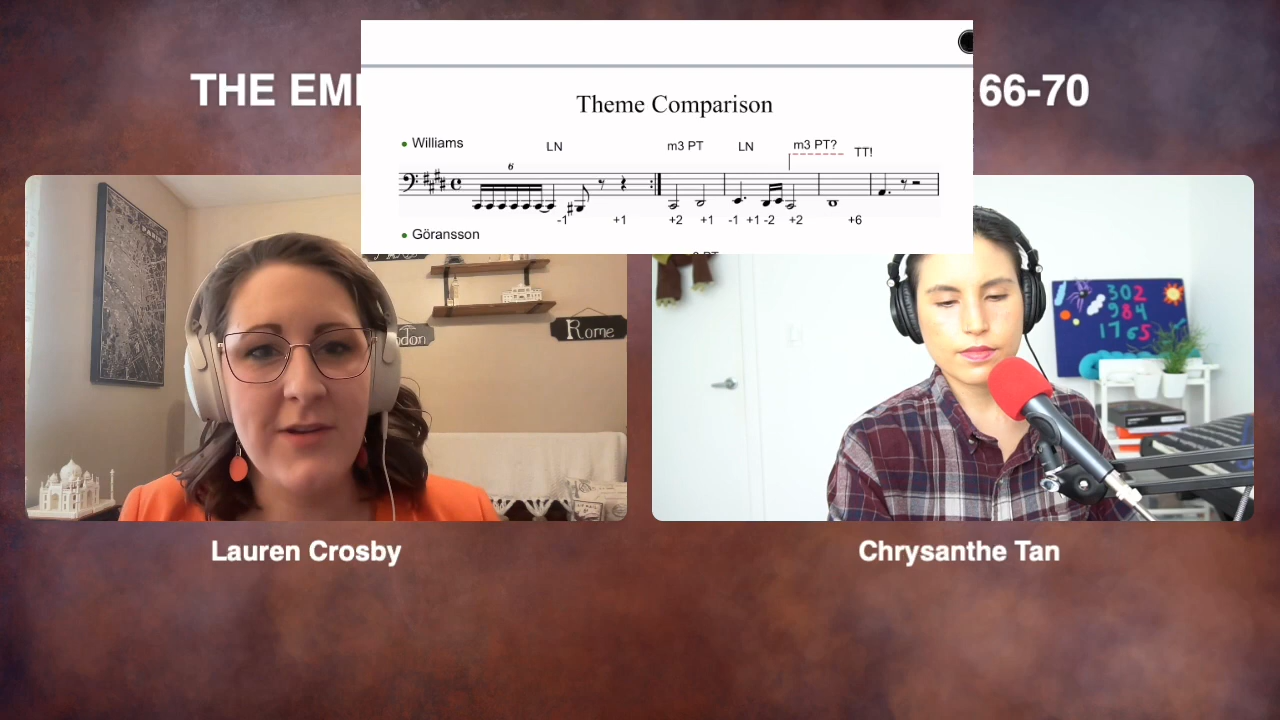 THE EM
66-70
Theme Comparison
• Williams
LN
m3 PT
LN
m3 PT?
TT!
6
-1
+1
+2
+1
-1
+1
-2
+2
+6
• Göransson
Rome
302
984
1765
Lauren Crosby
Chrysanthe Tan